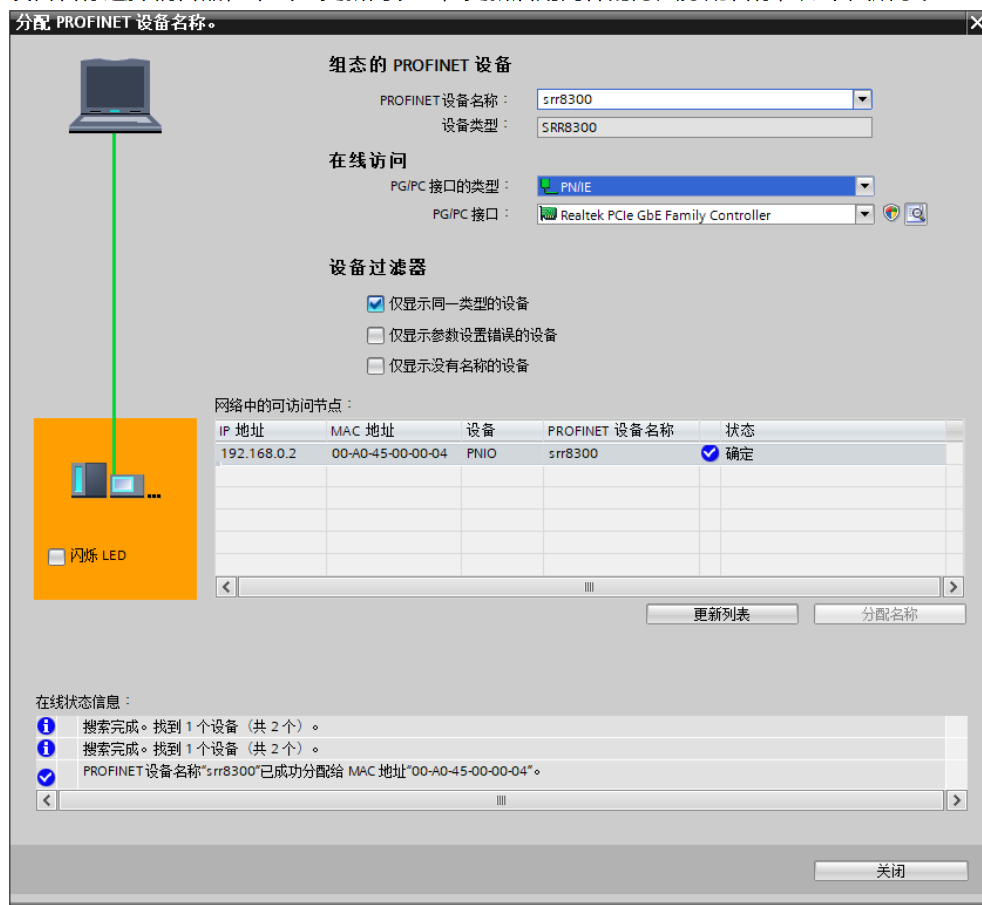 分配 PROFINET 设备名称。
组态的 PROFINET 设备
PROFINET设备名称： srr8300
设备类型： SRR8300
在线访问
PG/PC 接口的类型： PN/IE
PG/PC 接口： Realtek PCIe GbE Family Controller
设备过滤器
仅显示同一类型的设备
仅显示参数设置错误的设备
仅显示没有名称的设备
网络中的可访问节点：
IP 地址 MAC 地址 设备 PROFINET 设备名称 状态
192.168.0.2 00-A0-45-00-00-04 PNIO srr8300 确定
闪烁 LED
更新列表 分配名称
在线状态信息：
搜索完成。找到 1 个设备（共 2 个）。
搜索完成。找到 1 个设备（共 2 个）。
PROFINET设备名称"srr8300"已成功分配给 MAC 地址"00-A0-45-00-00-04"。
关闭